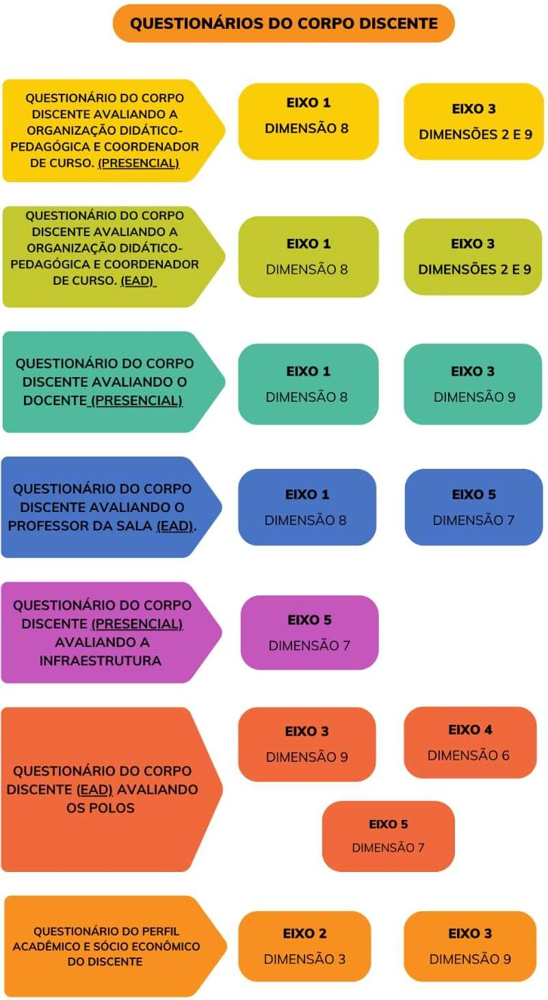 QUESTIONÁRIOS DO CORPO DISCENTE
QUESTIONÁRIO DO CORPO
DISCENTE AVALIANDO A
ORGANIZAÇÃO DIDÁTICO-
PEDAGÓGICA E COORDENADOR
DE CURSO. (PRESENCIAL)
EIXO 1
DIMENSÃO 8
EIXO 3
DIMENSÕES 2 E 9
QUESTIONÁRIO DO CORPO
DISCENTE AVALIANDO A
ORGANIZAÇÃO DIDÁTICO-
PEDAGÓGICA E COORDENADOR
DE CURSO. (EAD)
EIXO 1
DIMENSÃO 8
EIXO 3
DIMENSÕES 2 E 9
QUESTIONÁRIO DO CORPO
DISCENTE AVALIANDO O
DOCENTE (PRESENCIAL)
EIXO 1
DIMENSÃO 8
EIXO 3
DIMENSÃO 9
QUESTIONÁRIO DO CORPO
DISCENTE AVALIANDO O
PROFESSOR DA SALA (EAD).
EIXO 1
DIMENSÃO 8
EIXO 5
DIMENSÃO 7
QUESTIONÁRIO DO CORPO
DISCENTE (PRESENCIAL)
AVALIANDO A
INFRAESTRUTURA
EIXO 5
DIMENSÃO 7
QUESTIONÁRIO DO CORPO
DISCENTE (EAD) AVALIANDO
OS POLOS
EIXO 3
DIMENSÃO 9
EIXO 4
DIMENSÃO 6
EIXO 5
DIMENSÃO 7
QUESTIONÁRIO DO PERFIL
ACADÊMICO E SÓCIO ECONÔMICO
DO DISCENTE
EIXO 2
DIMENSÃO 3
EIXO 3
DIMENSÃO 9